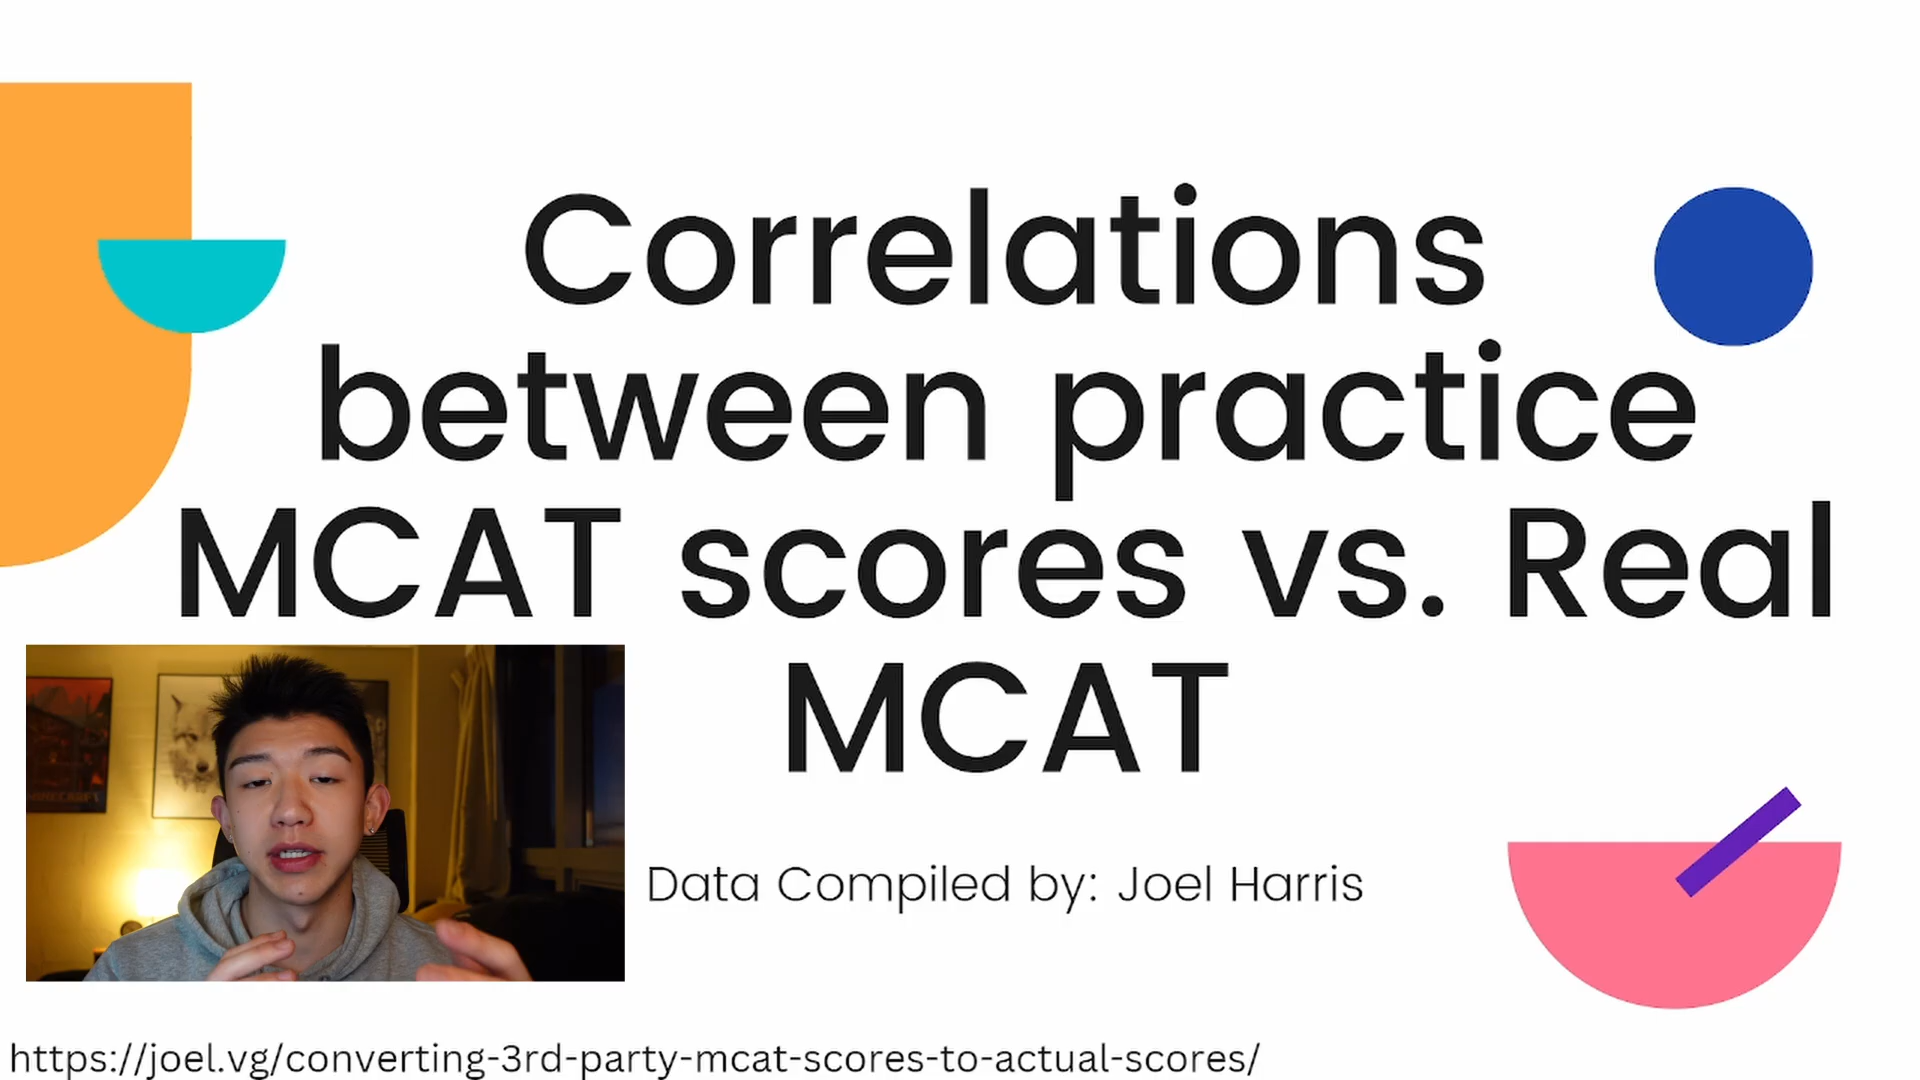 Correlations
between practice
MCAT scores vs. Real
MCAT
Data Compiled by: Joel Harris
MINECRAFT
https://joel.vg/converting-3rd-party-mcat-scores-to-actual-scores/